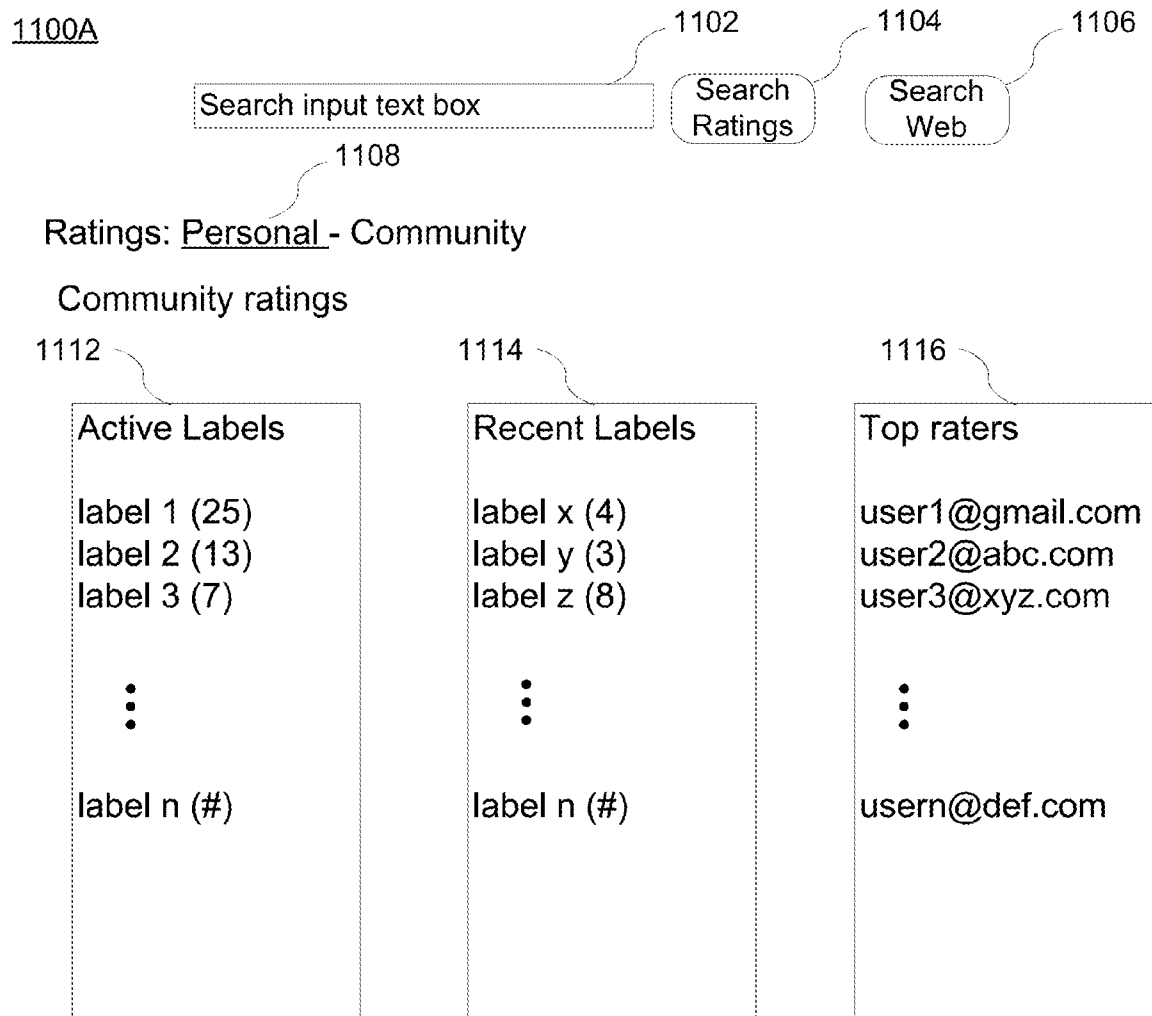 1100A
1102
1104
1106
Search input text box
Search
Ratings
Search
Web
1108
Ratings: Personal - Community
Community ratings
1112
1114
1116
Active Labels
label 1 (25)
label 2 (13)
label 3 (7)
label n (#)
Recent Labels
label x (4)
label y (3)
label z (8)
label n (#)
Top raters
user1@gmail.com
user2@abc.com
user3@xyz.com
usern@def.com